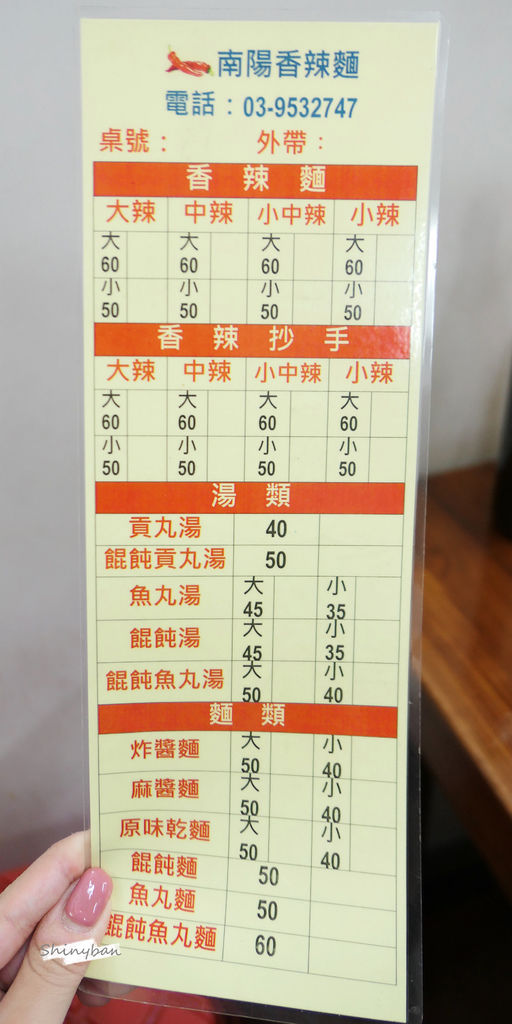 南陽香辣麵
電話：03-9532747
桌號： 外帶：
香 辣 麵
大辣 中辣 小中辣 小辣
大 大 大 大
60 60 60 60
小 小 小 小
50 50 50 50
香 辣 抄 手
大辣 中辣 小中辣 小辣
大 大 大 大
60 60 60 60
小 小 小 小
50 50 50 50
湯 類
貢丸湯 40
餛飩貢丸湯 50
魚丸湯 大 45 小 35
餛飩湯 大 45 小 35
餛飩魚丸湯 大 50 小 40
麵 類
炸醬麵 大 50 小 40
麻醬麵 大 50 小 40
原味乾麵 大 50 小 40
餛飩麵 50
魚丸麵 50
餛飩魚丸麵 60
Shinyban